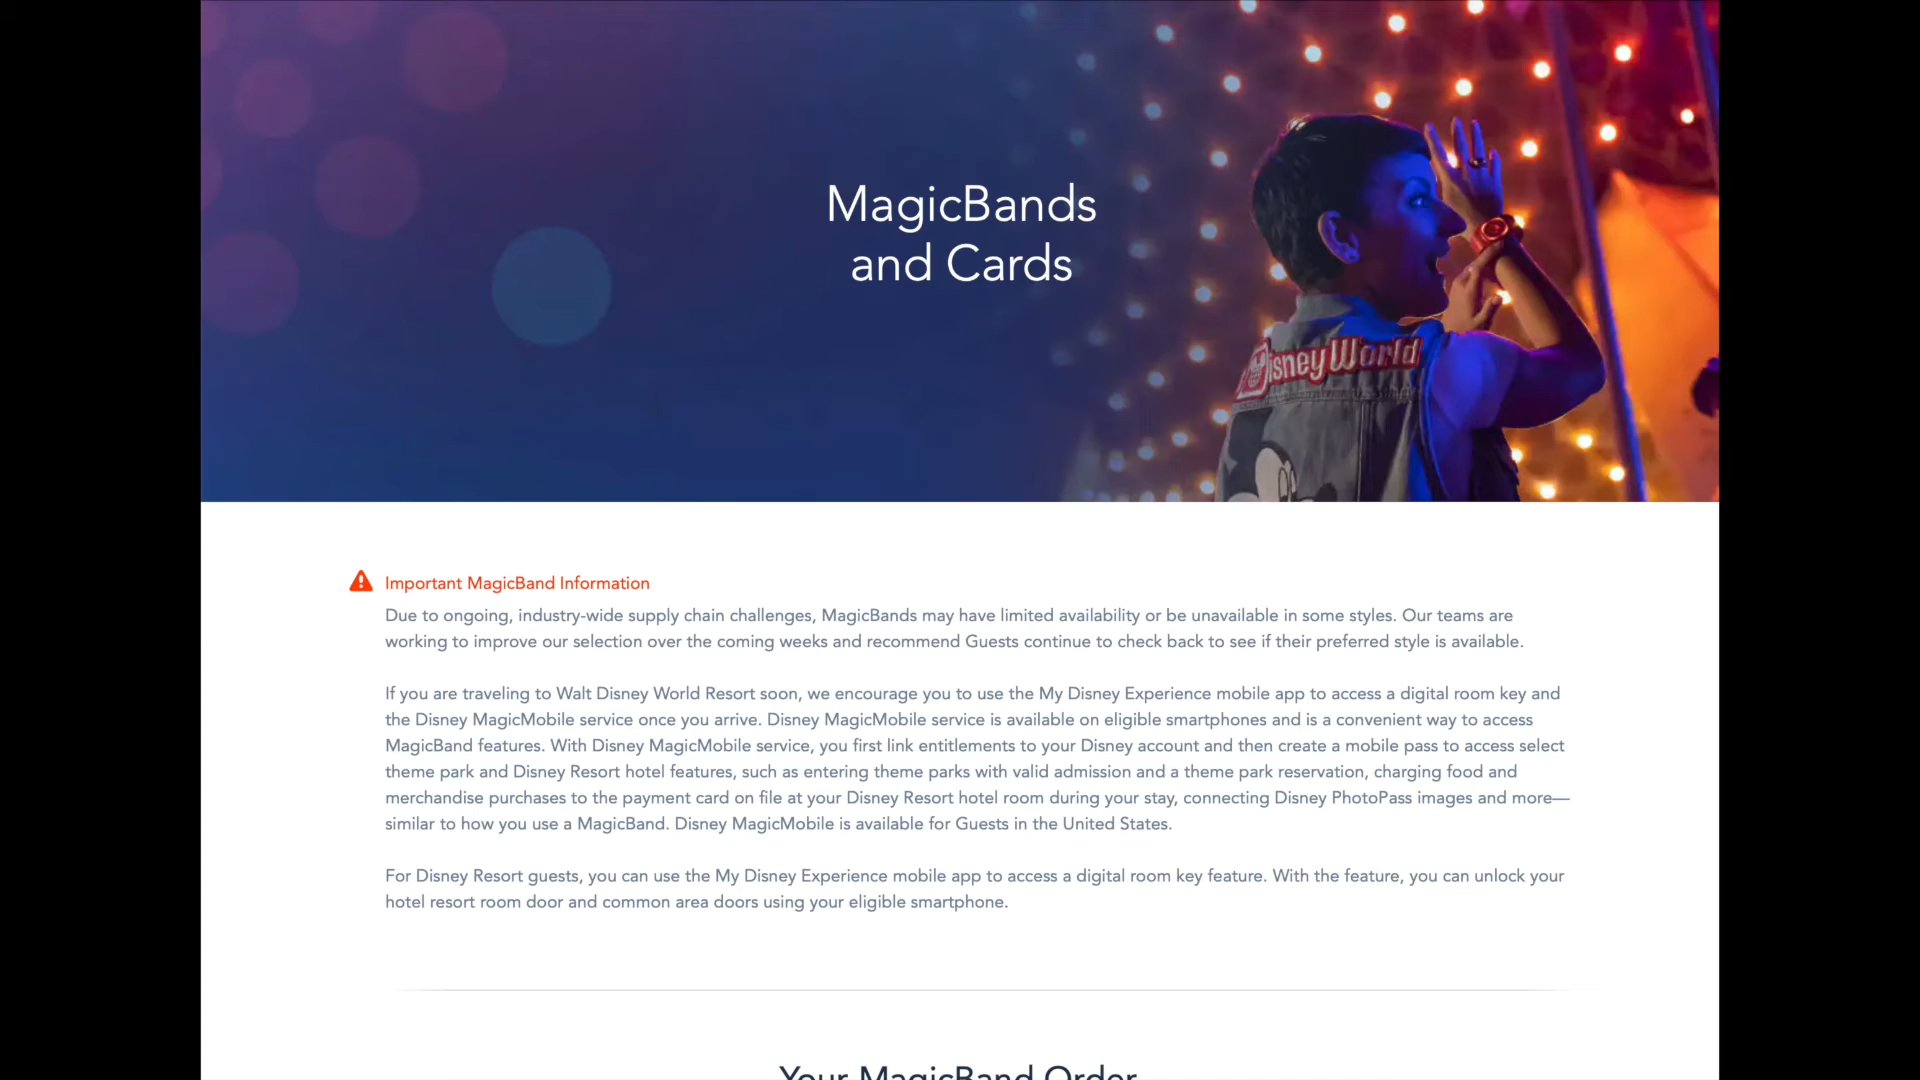 MagicBands
and Cards
DisneyWorld
Important MagicBand Information
Due to ongoing, industry-wide supply chain challenges, MagicBands may have limited availability or be unavailable in some styles. Our teams are
working to improve our selection over the coming weeks and recommend Guests continue to check back to see if their preferred style is available.
If you are traveling to Walt Disney World Resort soon, we encourage you to use the My Disney Experience mobile app to access a digital room key and
the Disney MagicMobile service once you arrive. Disney MagicMobile service is available on eligible smartphones and is a convenient way to access
MagicBand features. With Disney MagicMobile service, you first link entitlements to your Disney account and then create a mobile pass to access select
theme park and Disney Resort hotel features, such as entering theme parks with valid admission and a theme park reservation, charging food and
merchandise purchases to the payment card on file at your Disney Resort hotel room during your stay, connecting Disney PhotoPass images and more—
similar to how you use a MagicBand. Disney MagicMobile is available for Guests in the United States.
For Disney Resort guests, you can use the My Disney Experience mobile app to access a digital room key feature. With the feature, you can unlock your
hotel resort room door and common area doors using your eligible smartphone.
Your MagicBand Order